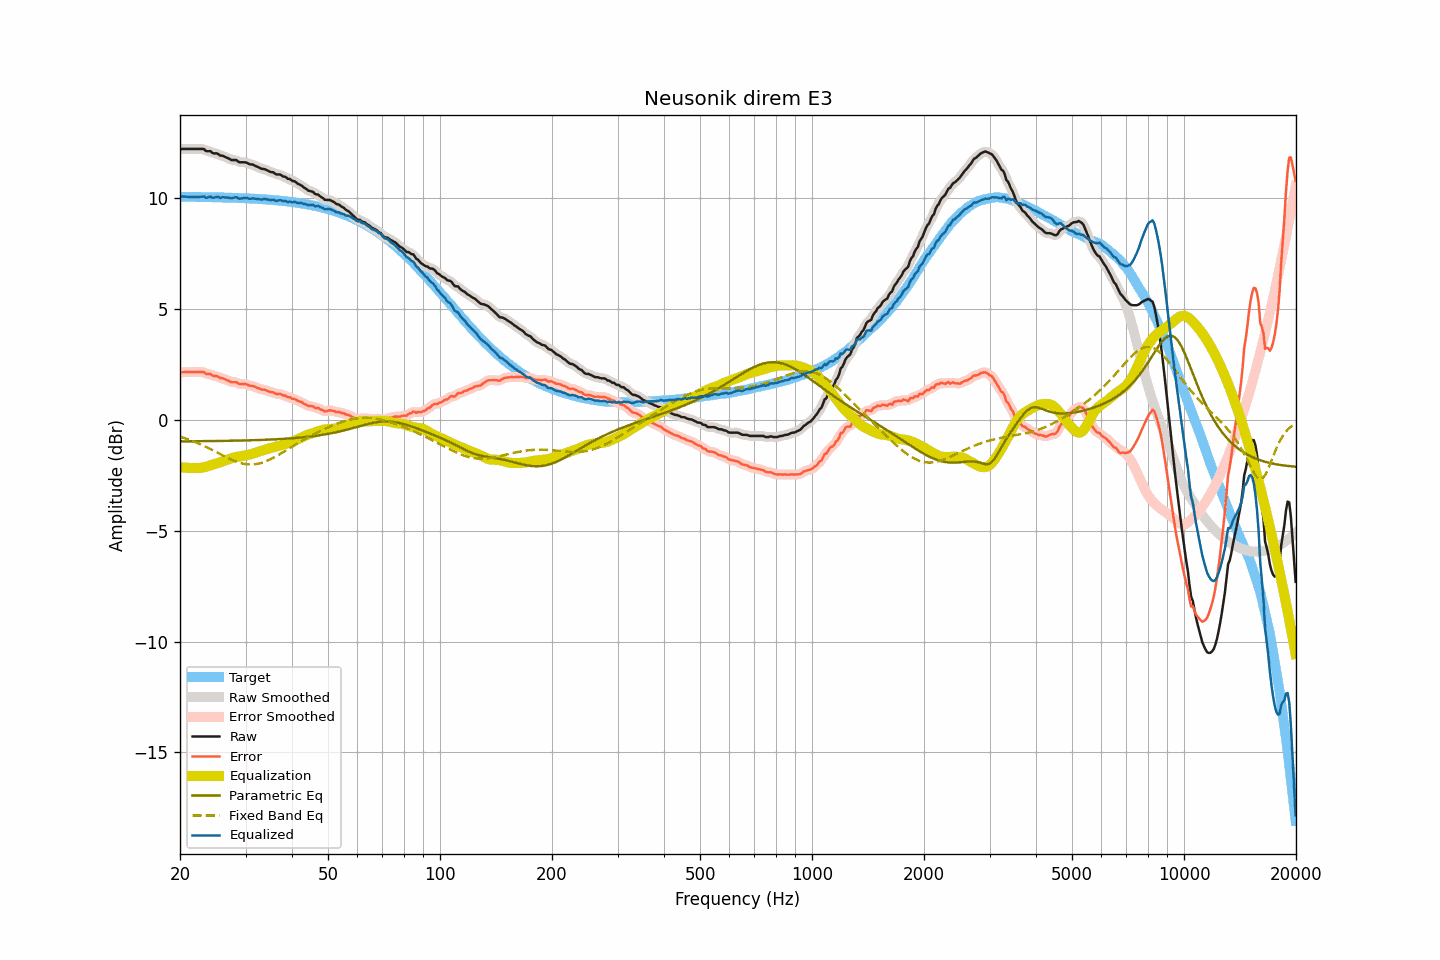 Neusonik direm E3
Amplitude (dBr)
10
5
0
−5
−10
−15
Target
Raw Smoothed
Error Smoothed
Raw
Error
Equalization
Parametric Eq
Fixed Band Eq
Equalized
20 50 100 200 500 1000 2000 5000 10000 20000
Frequency (Hz)